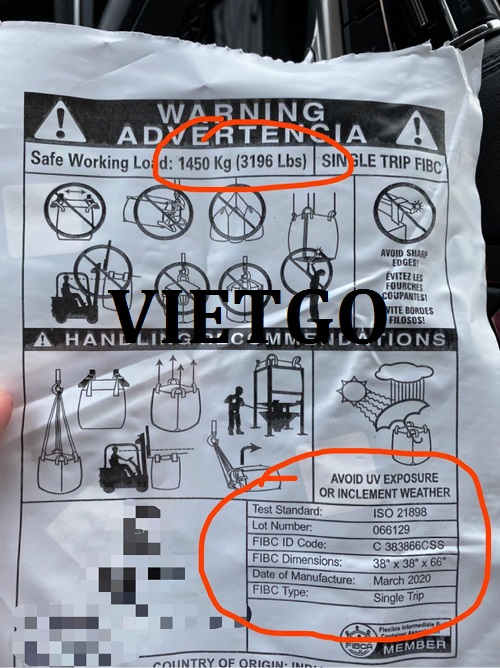 WARNING
ADVERTENCIA
Safe Working Load: 1450 Kg (3196 Lbs)
SINGLE TRIP FIBC
AVOID SHARP
EDGES!
ÉVITEZ LES
FOURCHES
COUPANTES!
BORDES
FILOSOS!
VIETGO
HANDLING
AVOID UV EXPOSURE
OR INCLEMENT WEATHER
Test Standard: ISO 21898
Lot Number: 066129
FIBC ID Code: C 383866CSS
FIBC Dimensions: 38" x 38" x 66"
Date of Manufacture: March 2020
FIBC Type: Single Trip
Flexible Intermediate
FIBCA
MEMBER
COUNTRY OF ORIGIN: